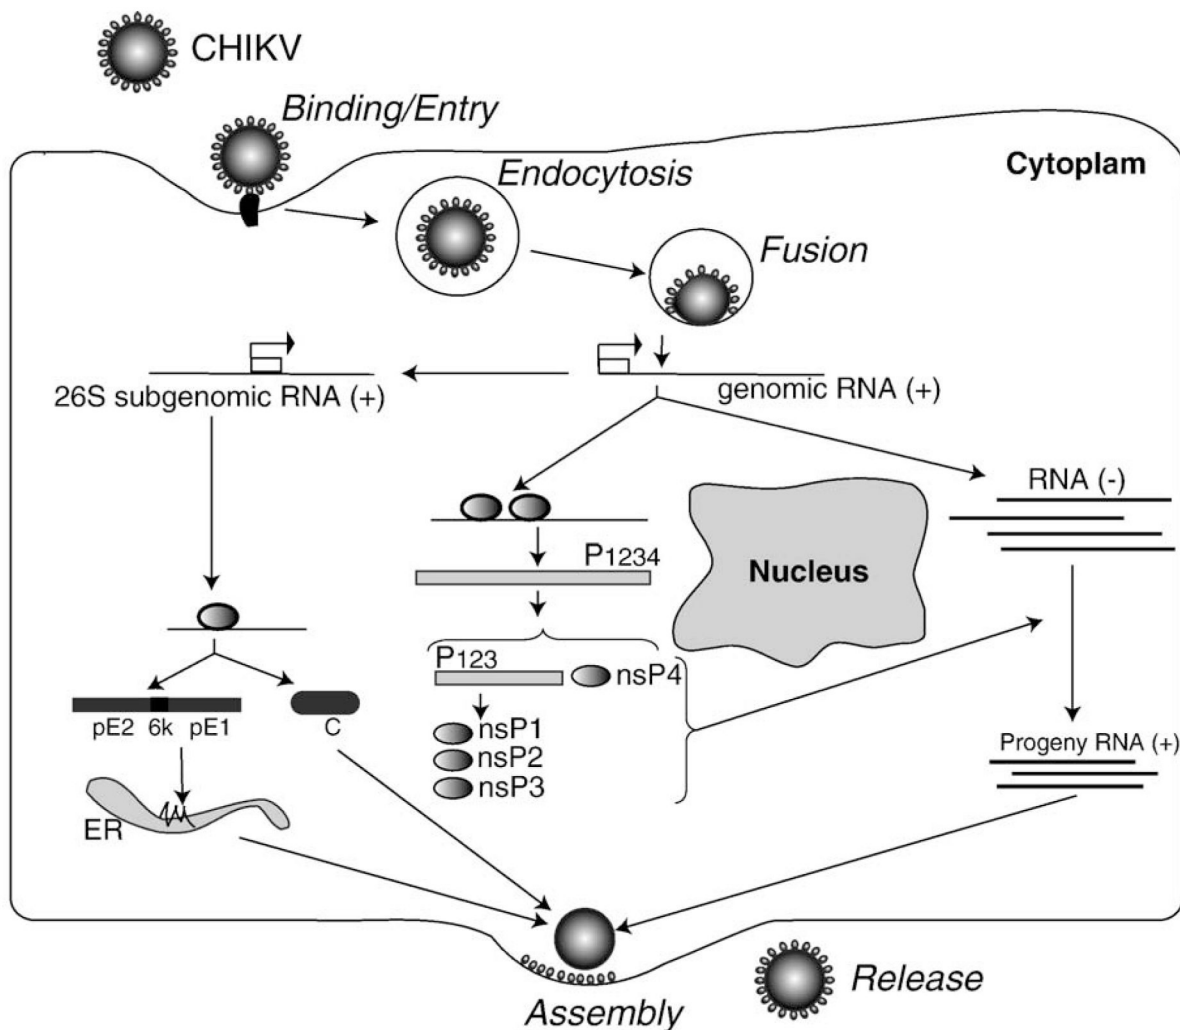 CHIKV
Binding/Entry
Endocytosis
Cytoplam
Fusion
26S subgenomic RNA (+)
genomic RNA (+)
RNA (-)
P1234
Nucleus
P123
nsP4
pE2 6k pE1
C
nsP1
nsP2
nsP3
Progeny RNA (+)
ER
Assembly
Release